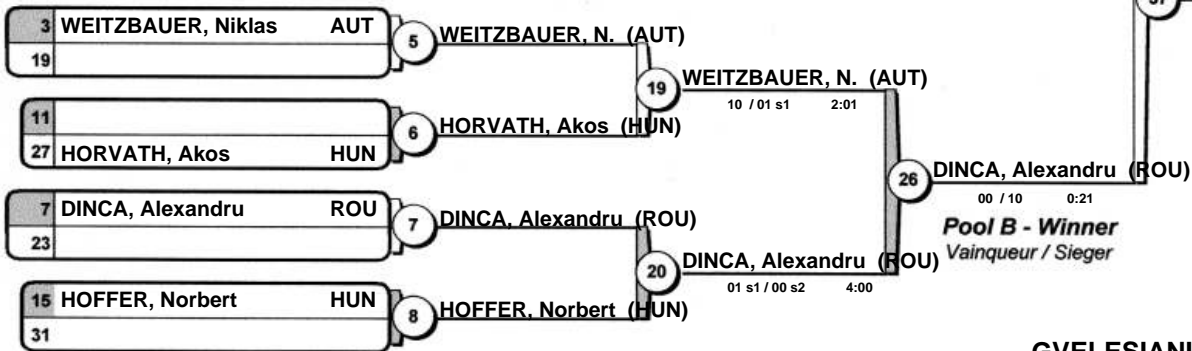 3 WEITZBAUER, Niklas AUT
19
5
WEITZBAUER, N. (AUT)
11
27 HORVATH, Akos HUN
6
HORVATH, Akos (HUN)
19
WEITZBAUER, N. (AUT)
10 / 01 s1 2:01
7 DINCA, Alexandru ROU
23
7
DINCA, Alexandru (ROU)
15 HOFFER, Norbert HUN
31
8
HOFFER, Norbert (HUN)
20
DINCA, Alexandru (ROU)
01 s1 / 00 s2 4:00
26
DINCA, Alexandru (ROU)
00 / 10 0:21
Pool B - Winner
Vainqueur / Sieger